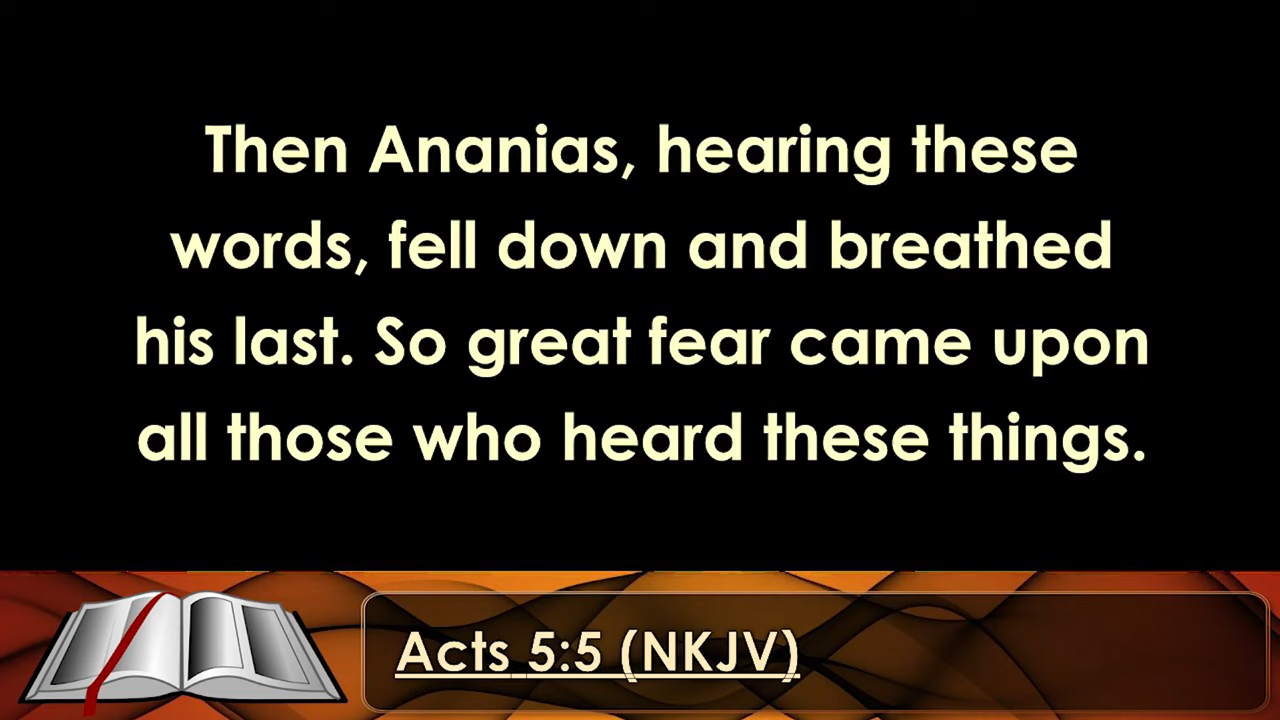 Then Ananias, hearing these
words, fell down and breathed
his last. So great fear came upon
all those who heard these things.
Acts 5:5 (NKJV)